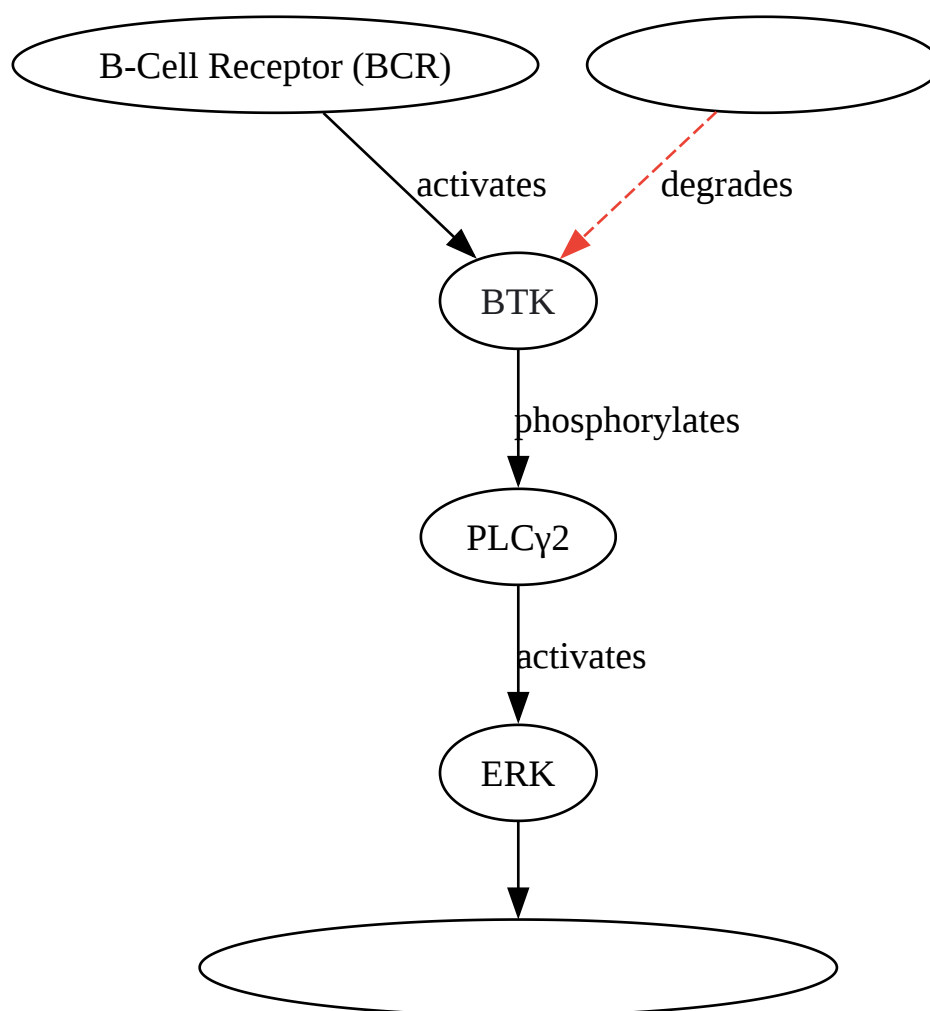 B-Cell Receptor (BCR)
activates
degrades
BTK
phosphorylates
PLCγ2
activates
ERK